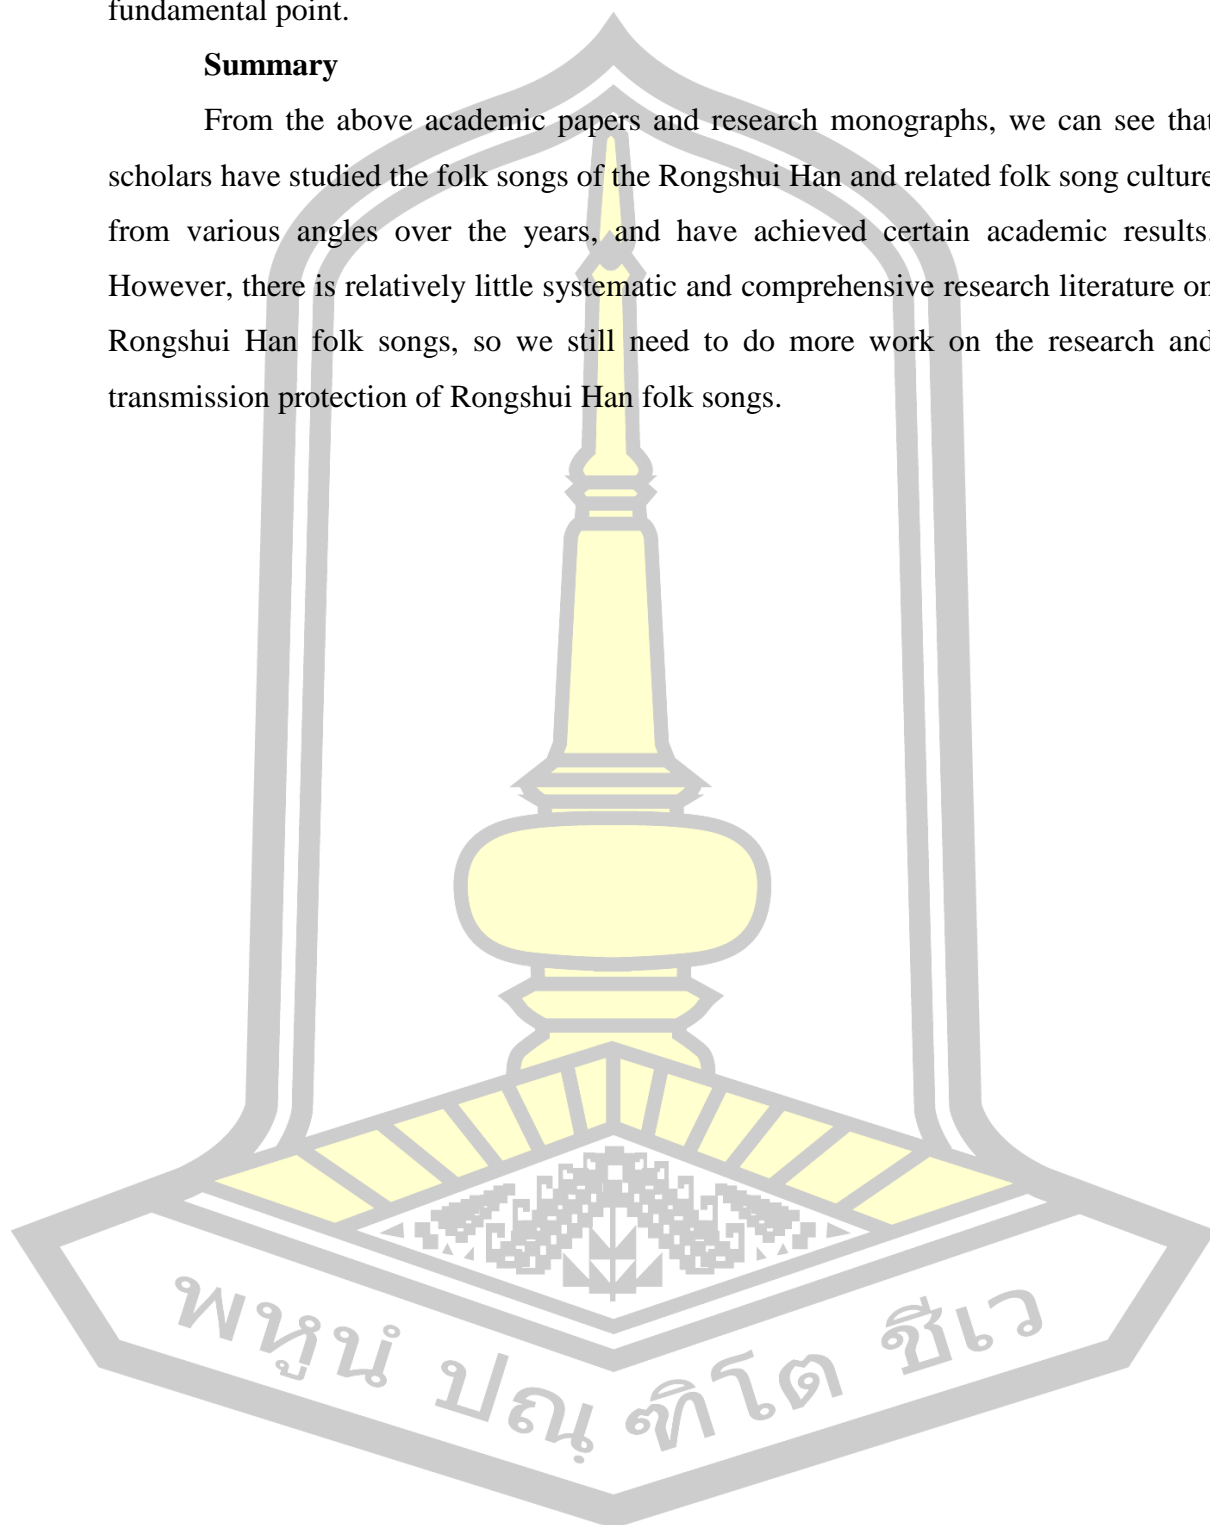 fundamental point.
Summary
From the above academic papers and research monographs, we can see that
scholars have studied the folk songs of the Rongshui Han and related folk song culture
from various angles over the years, and have achieved certain academic results.
However, there is relatively little systematic and comprehensive research literature on
Rongshui Han folk songs, so we still need to do more work on the research and
transmission protection of Rongshui Han folk songs.
พหูนํ ปณฺฑิโต ชีเว